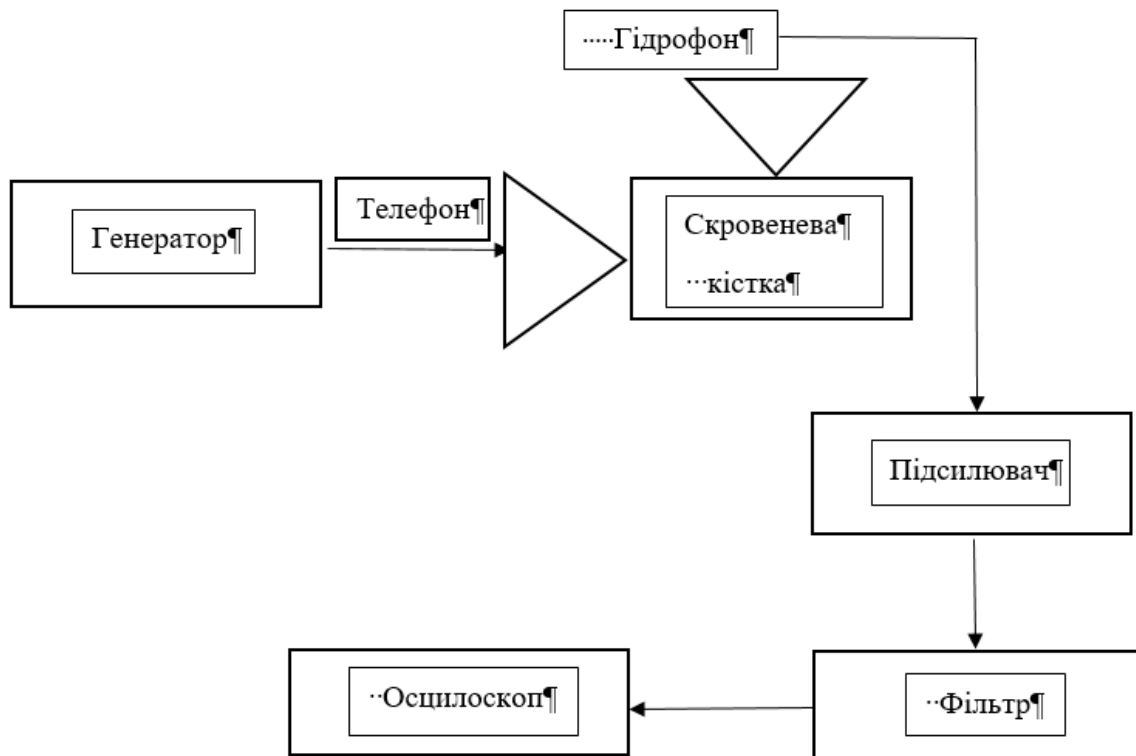 ·····Гідрофон¶
Телефон¶
Генератор¶
Скровенева¶
···кістка¶
Підсилювач¶
··Осцилоскоп¶
··Фільтр¶